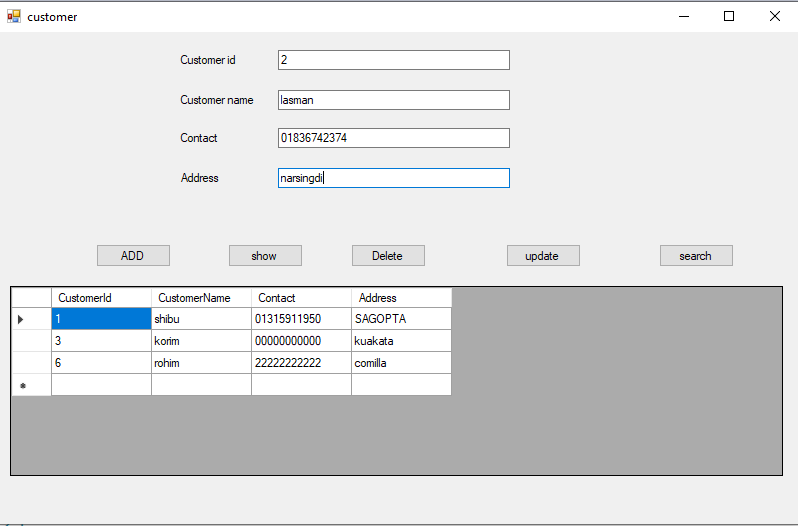 customer
Customer id 2
Customer name lasman
Contact 01836742374
Address narsingdi
ADD show Delete update search
CustomerId CustomerName Contact Address
1 shibu 01315911950 SAGOPTA
3 korim 00000000000 kuakata
6 rohim 22222222222 comilla